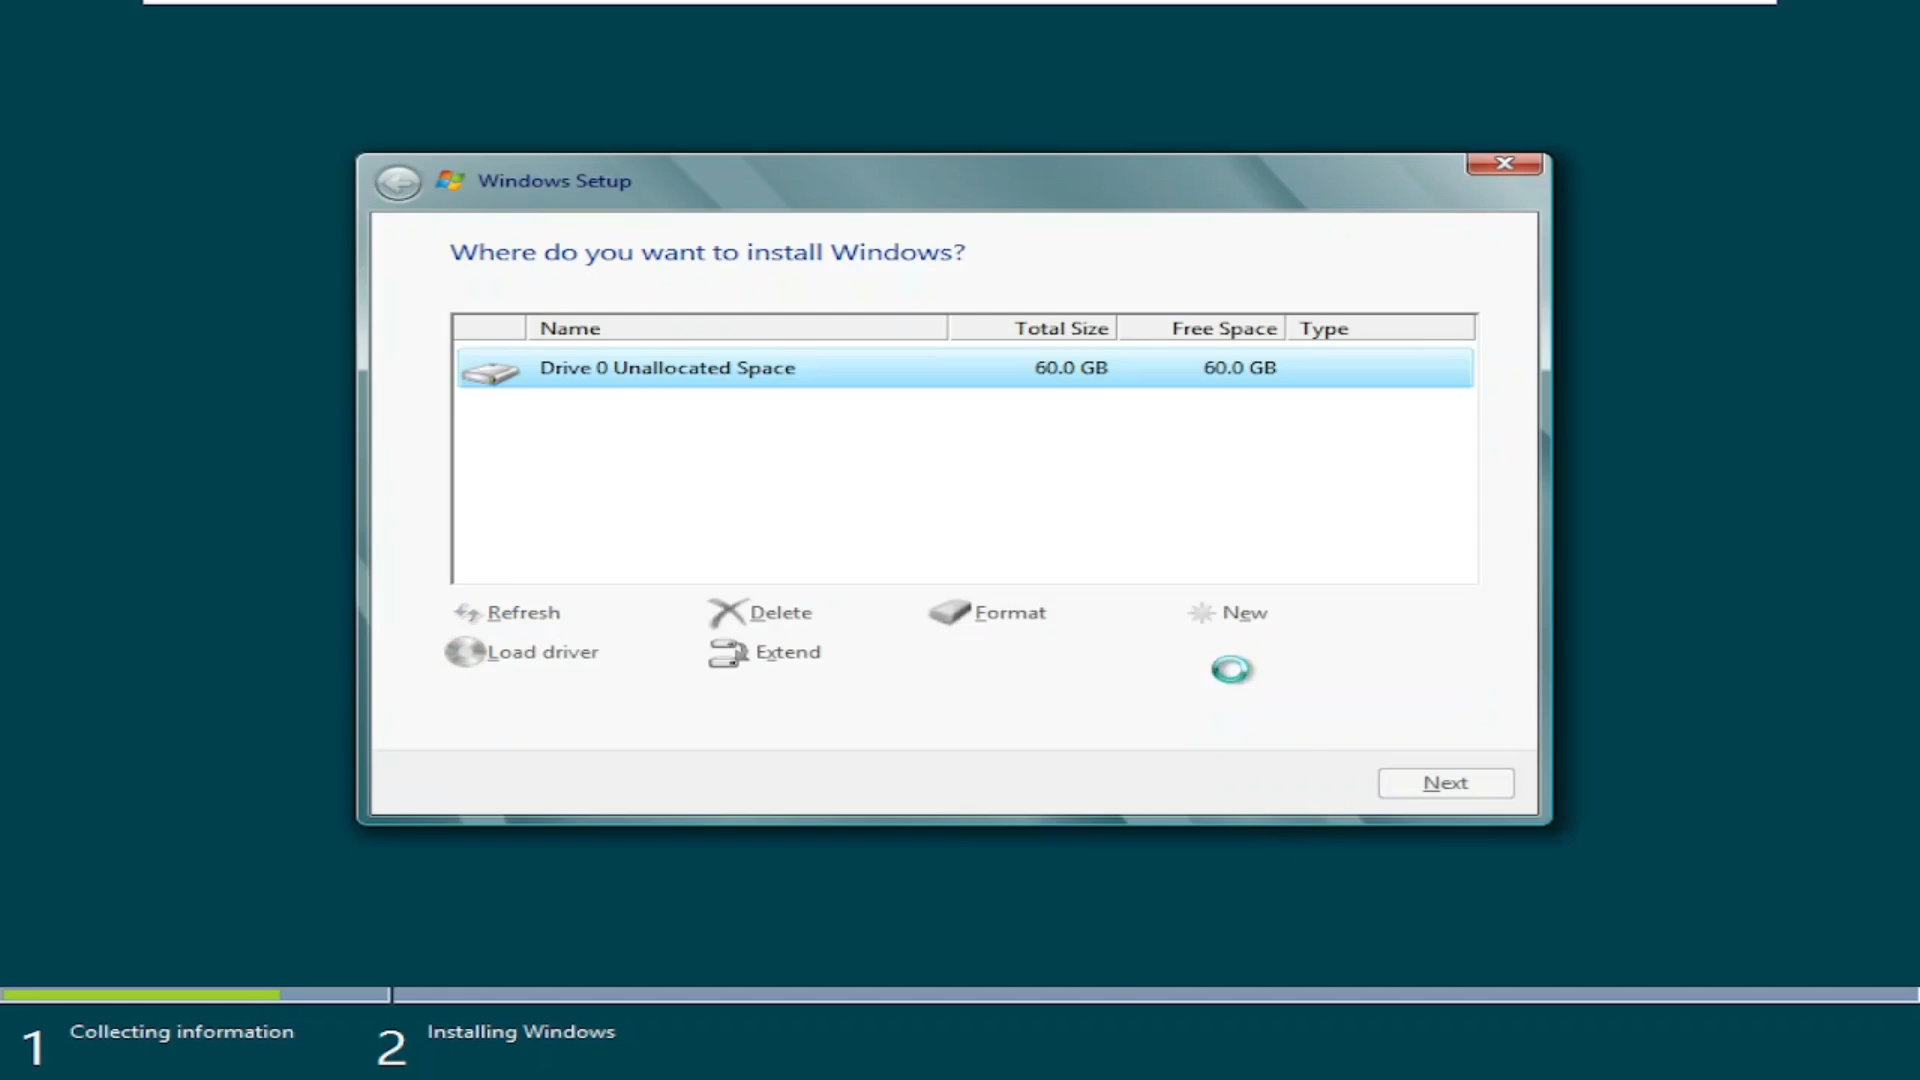 Windows Setup
Where do you want to install Windows?
Name Total Size Free Space Type
Drive 0 Unallocated Space 60.0 GB 60.0 GB
Refresh Delete Format New
Load driver Extend
Next
1 Collecting information 2 Installing Windows